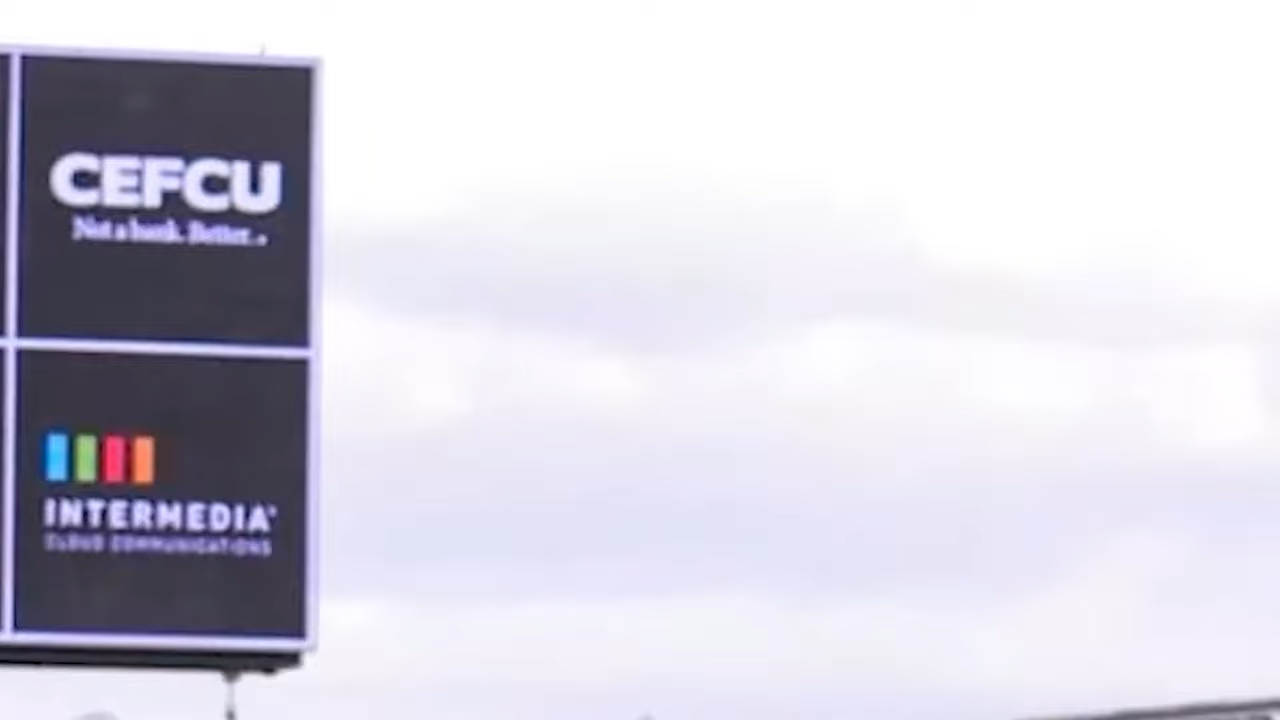 CEFCU
Not a bank. Better.
INTERMEDIA
CLOUD COMMUNICATIONS